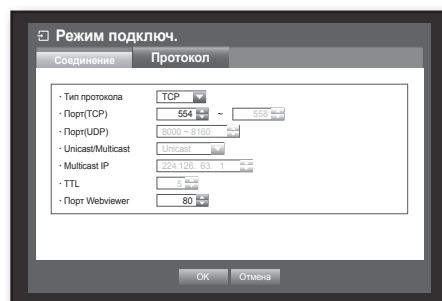 Режим подключ.
Соединение Протокол
· Тип протокола TCP
· Порт(TCP) 554 ~ 558
· Порт(UDP) 8000 ~ 8160
· Unicast/Multicast Unicast
· Multicast IP 224.126. 63. 1
· TTL 5
· Порт Webviewer 80
OK Отмена